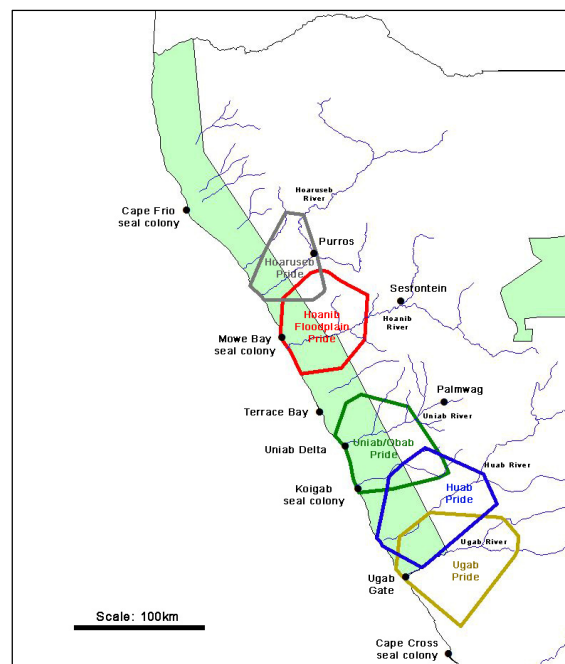 Hoaruseb
River
Cape Frio
seal colony
Purros
Hoaruseb
Pride
Sesfontein
Hoanib
Floodplain
Pride
Hoanib
River
Mowe Bay
seal colony
Palmwag
Terrace Bay
Uniab River
Uniab Delta
Uniab/Obab
Pride
Huab River
Koigab
seal colony
Huab
Pride
Ugab River
Ugab
Pride
Ugab
Gate
Scale: 100km
Cape Cross
seal colony